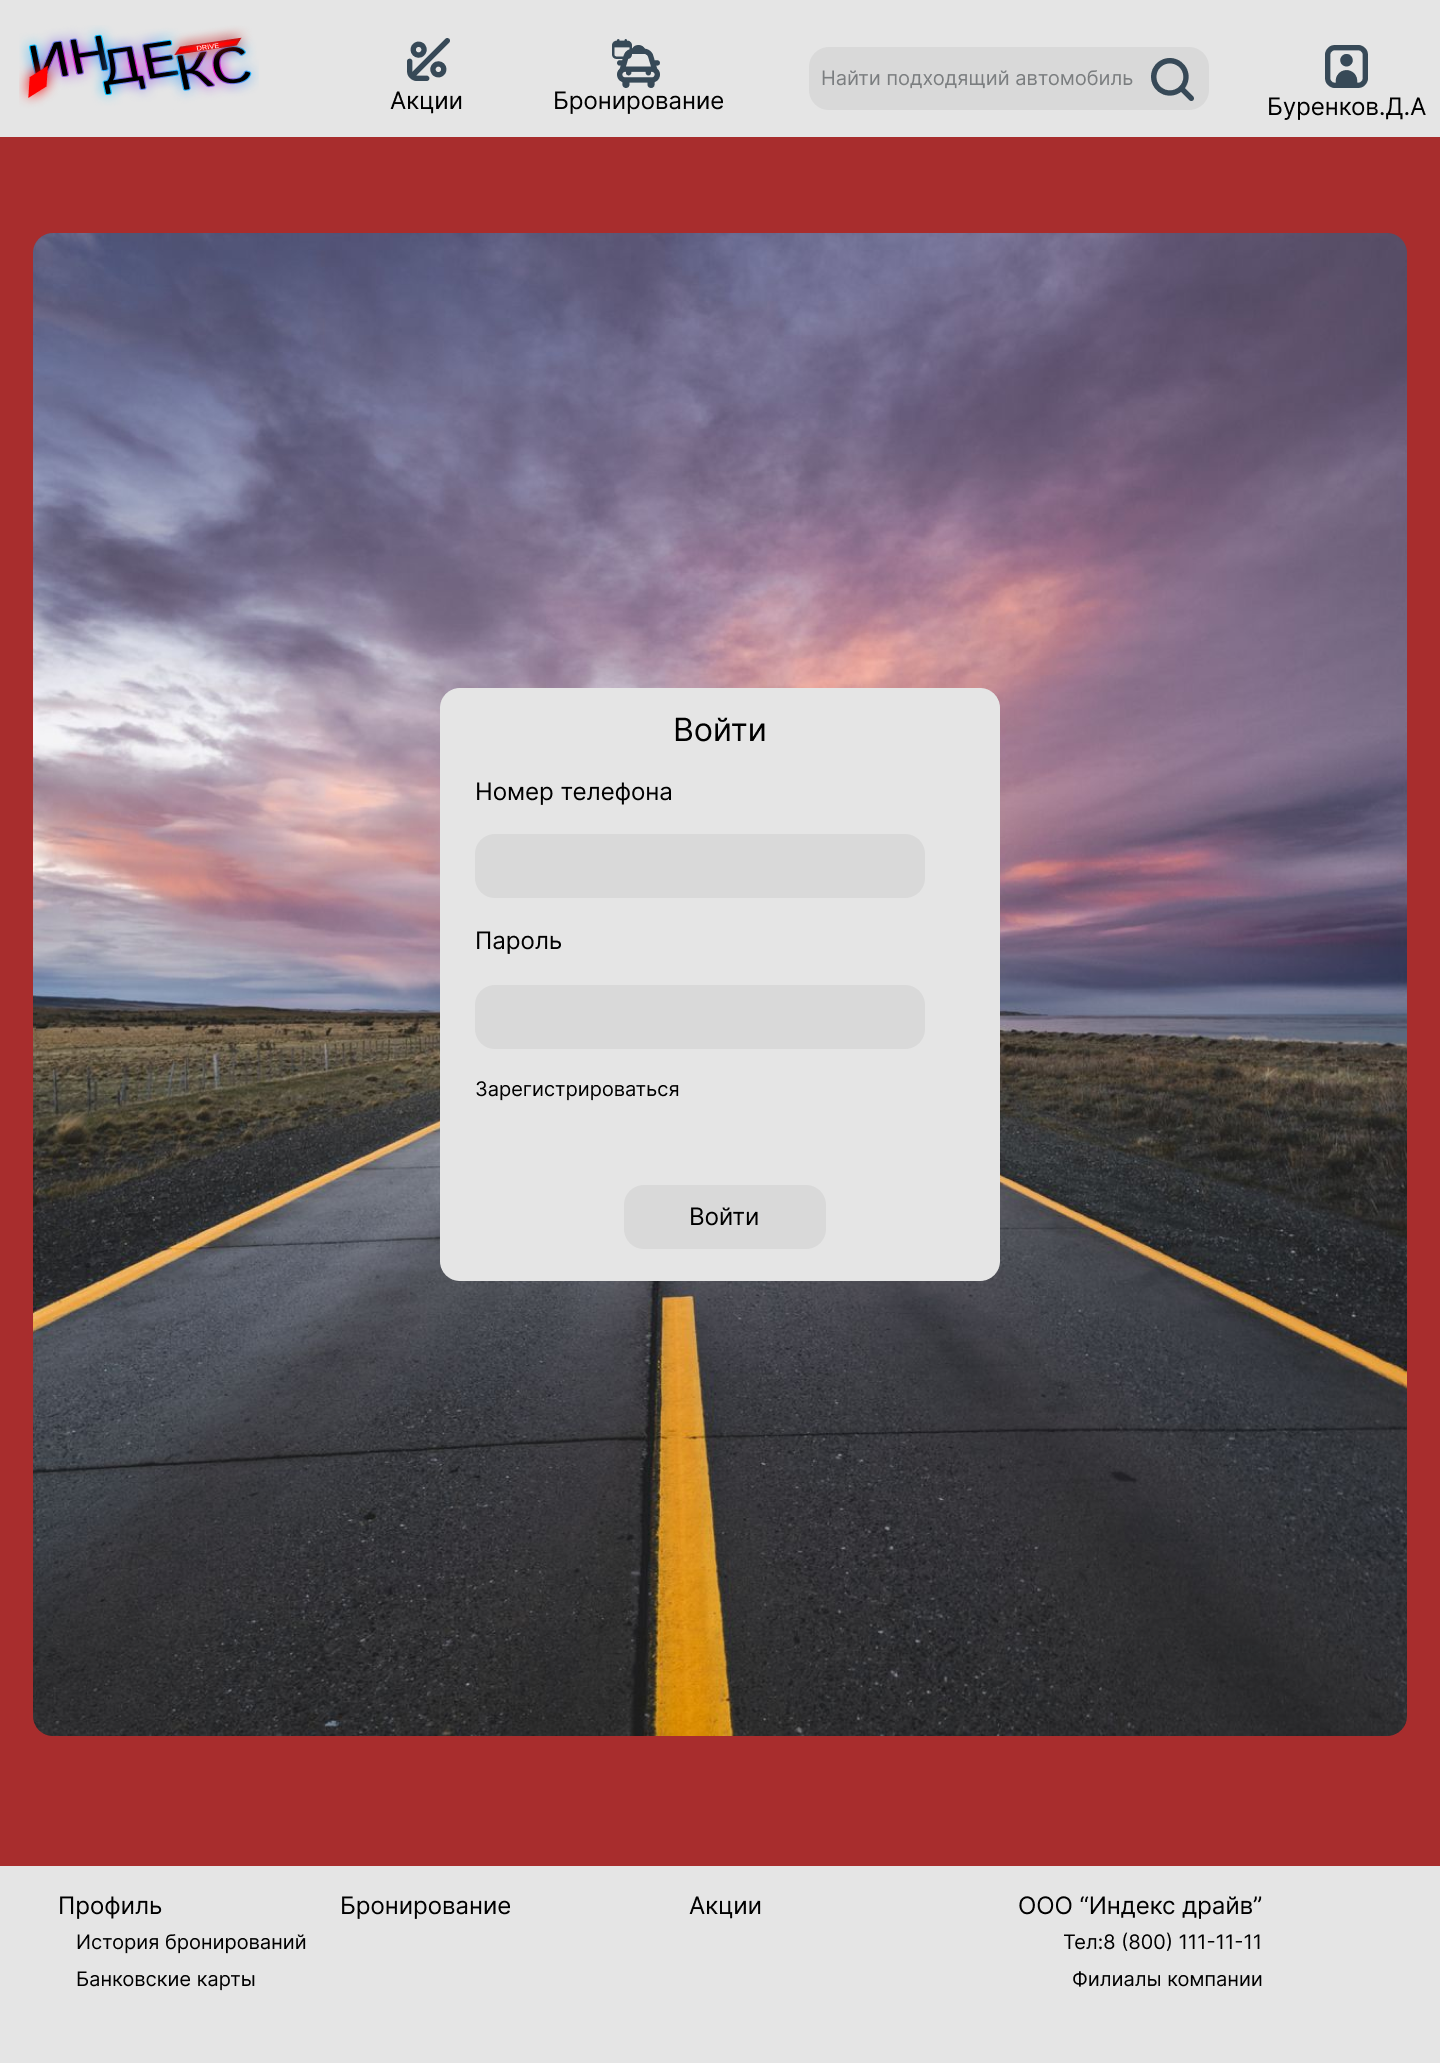 ИНДЕКС
DRIVE
Акции
Бронирование
Найти подходящий автомобиль
Буренков.Д.А
Войти
Номер телефона
Пароль
Зарегистрироваться
Войти
Профиль
История бронирований
Банковские карты
Бронирование
Акции
ООО “Индекс драйв”
Тел:8 (800) 111-11-11
Филиалы компании